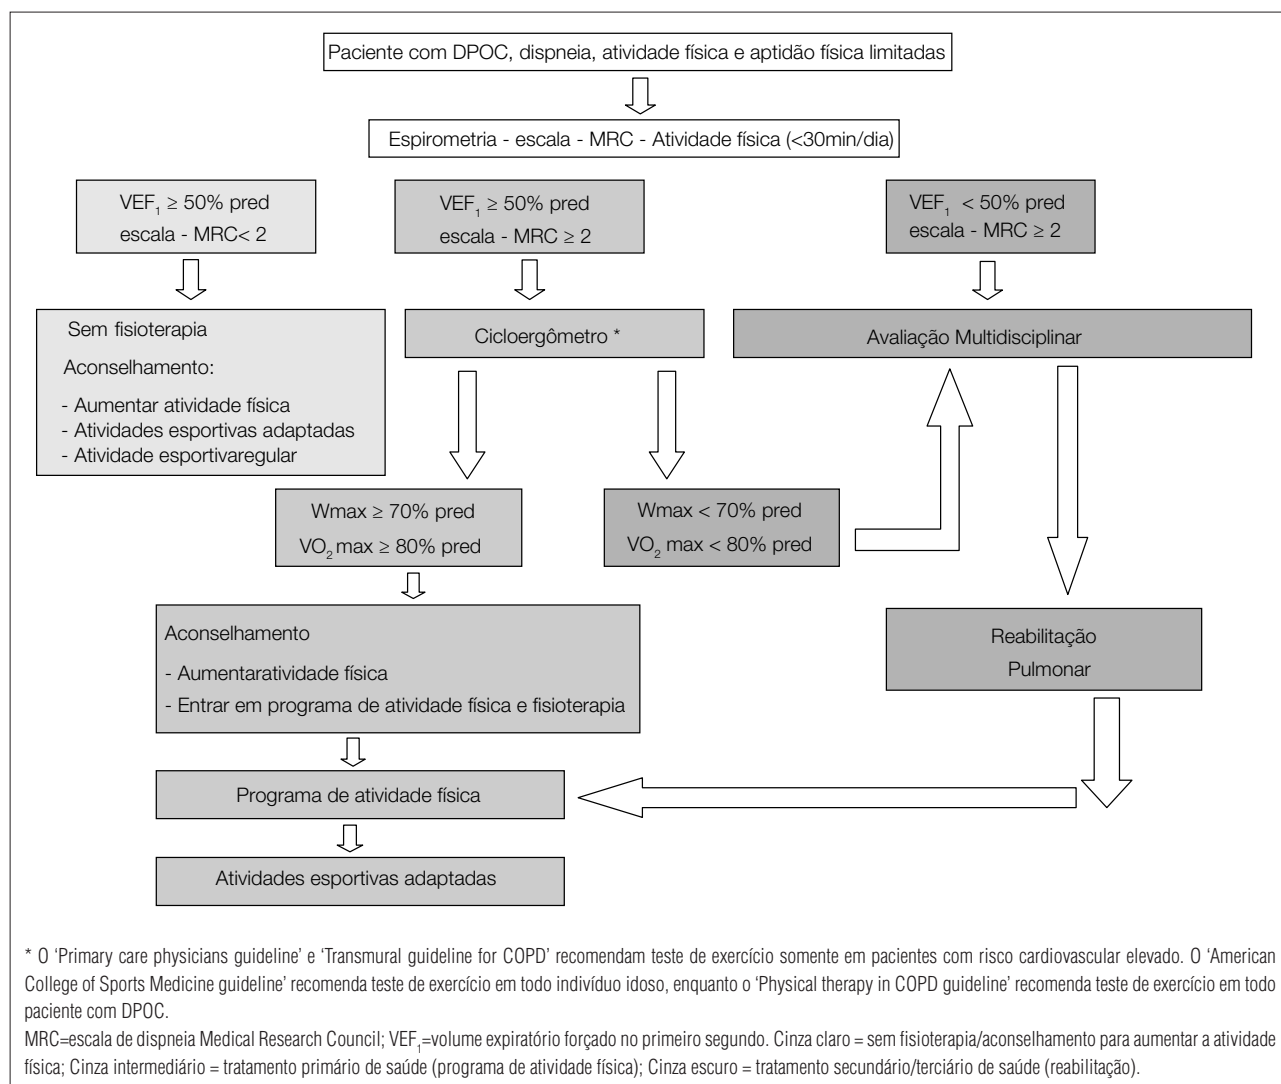 Paciente com DPOC, dispneia, atividade física e aptidão física limitadas
Espirometria - escala - MRC - Atividade física (<30min/dia)
VEF₁ ≥ 50% pred
escala - MRC< 2
VEF₁ ≥ 50% pred
escala - MRC ≥ 2
VEF₁ < 50% pred
escala - MRC ≥ 2
Sem fisioterapia
Aconselhamento:
- Aumentar atividade física
- Atividades esportivas adaptadas
- Atividade esportivaregular
Cicloergômetro *
Avaliação Multidisciplinar
Wmax ≥ 70% pred
VO₂ max ≥ 80% pred
Wmax < 70% pred
VO₂ max < 80% pred
Aconselhamento
- Aumentaratividade física
- Entrar em programa de atividade física e fisioterapia
Reabilitação
Pulmonar
Programa de atividade física
Atividades esportivas adaptadas
* O ‘Primary care physicians guideline’ e ‘Transmural guideline for COPD’ recomendam teste de exercício somente em pacientes com risco cardiovascular elevado. O ‘American
College of Sports Medicine guideline’ recomenda teste de exercício em todo indivíduo idoso, enquanto o ‘Physical therapy in COPD guideline’ recomenda teste de exercício em todo
paciente com DPOC.
MRC=escala de dispneia Medical Research Council; VEF₁=volume expiratório forçado no primeiro segundo. Cinza claro = sem fisioterapia/aconselhamento para aumentar a atividade
física; Cinza intermediário = tratamento primário de saúde (programa de atividade física); Cinza escuro = tratamento secundário/terciário de saúde (reabilitação).